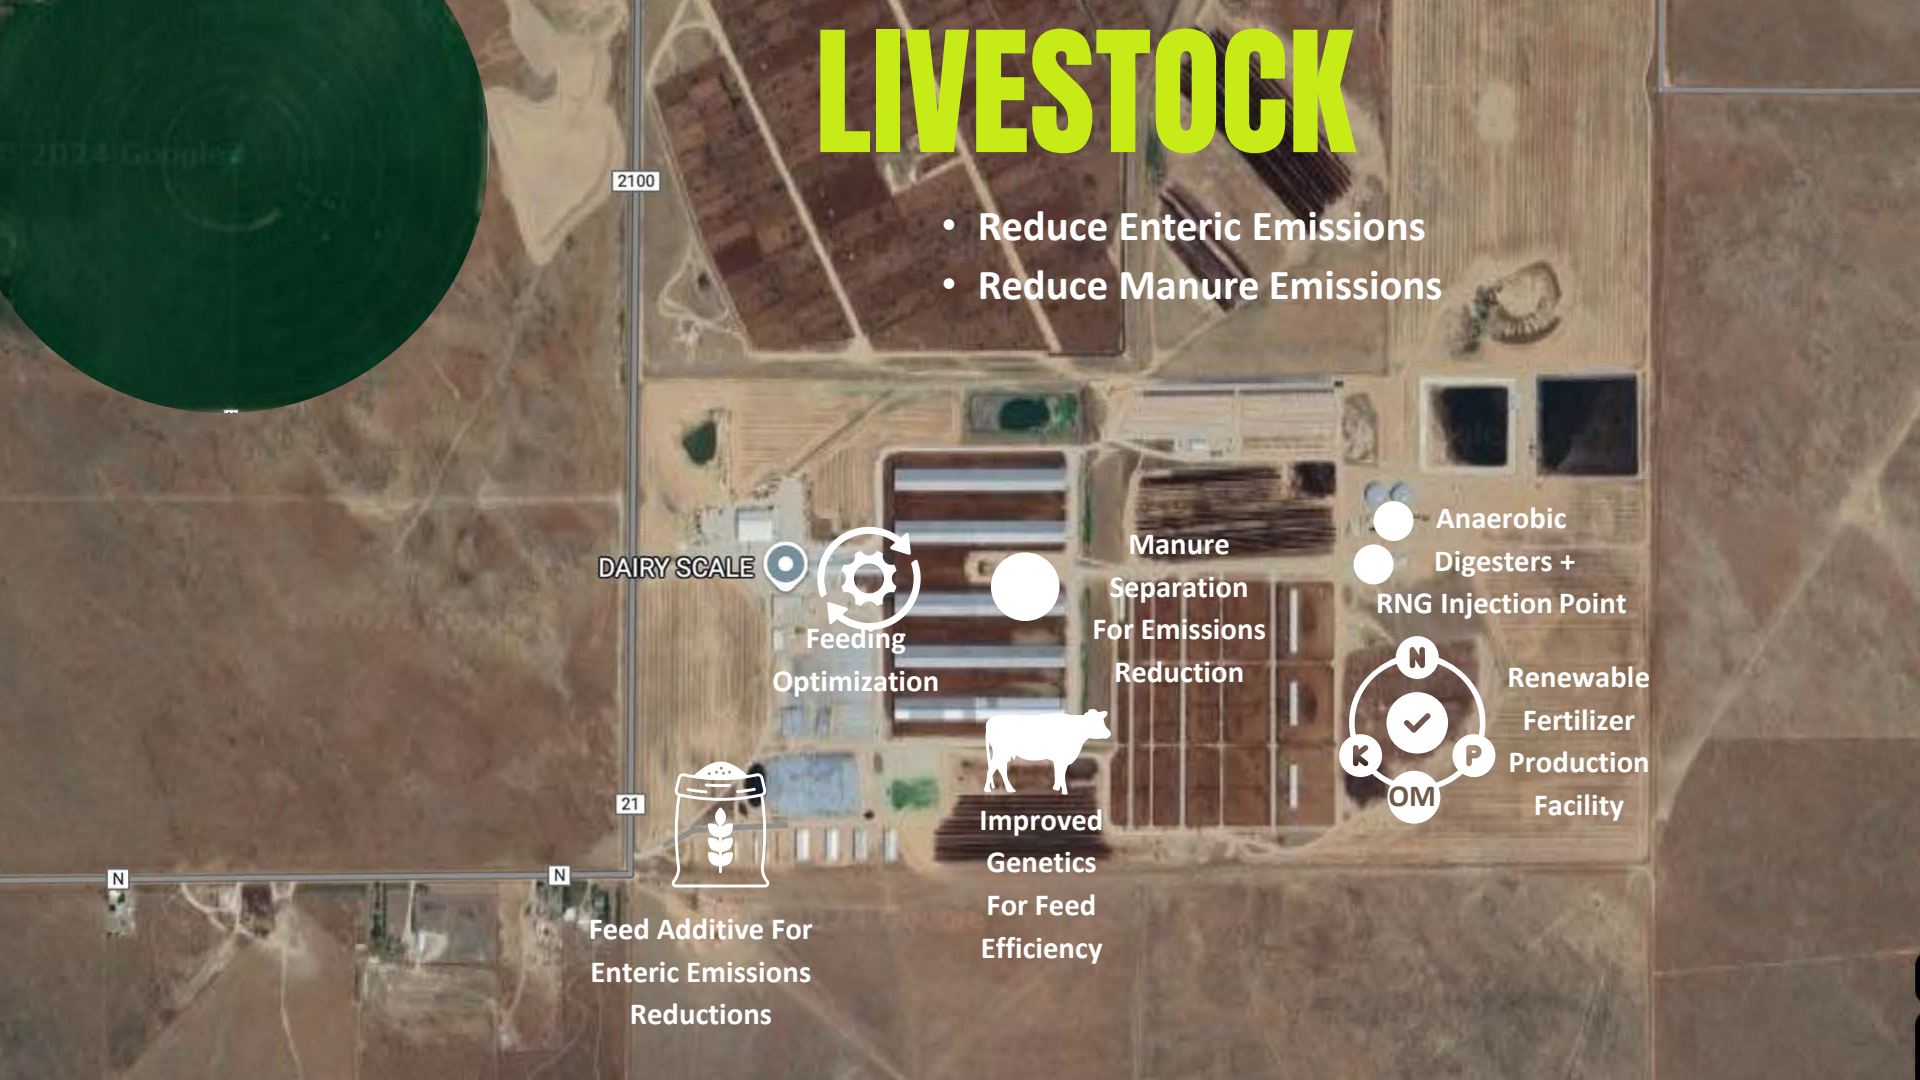 LIVESTOCK
• Reduce Enteric Emissions
• Reduce Manure Emissions
2024 Google
2100
DAIRY SCALE
Feeding
Optimization
Manure
Separation
For Emissions
Reduction
Anaerobic
Digesters +
RNG Injection Point
N
K
P
OM
Renewable
Fertilizer
Production
Facility
21
N
N
Improved
Genetics
For Feed
Efficiency
Feed Additive For
Enteric Emissions
Reductions